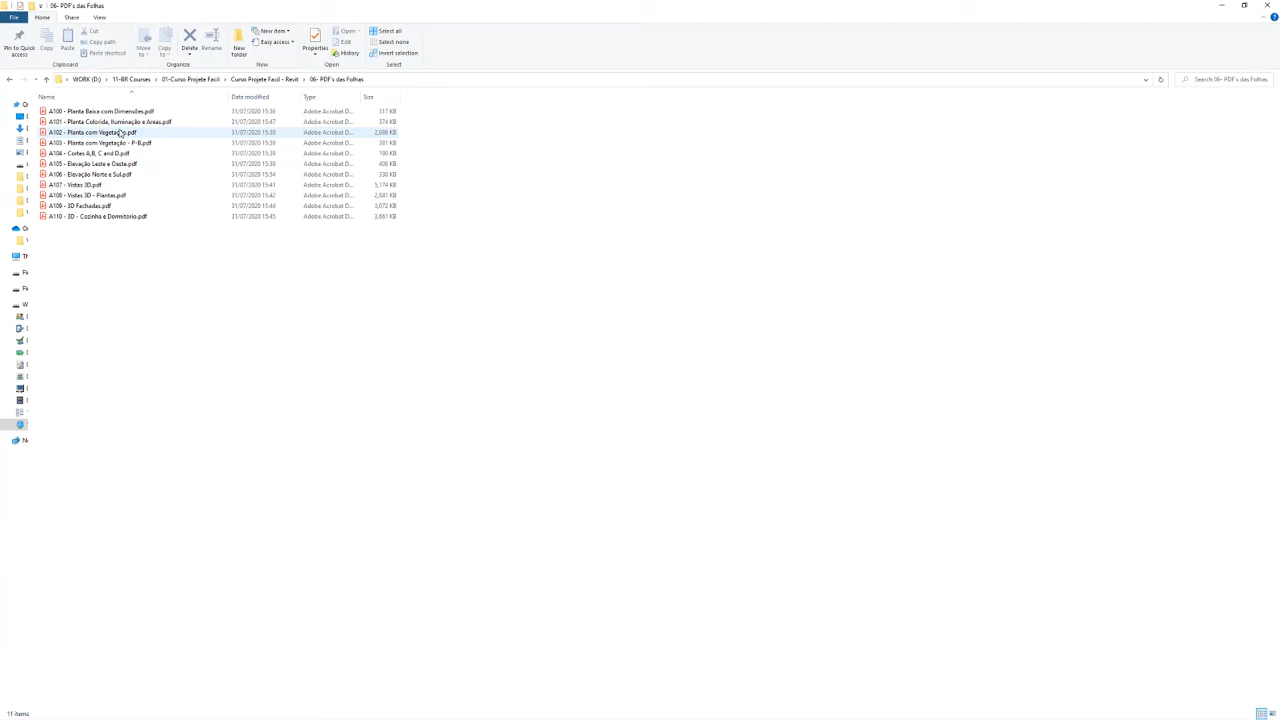 06- PDF's das Folhas
File Home Share View
Pin to Quick access
Copy
Paste
Cut
Copy path
Paste shortcut
Clipboard
Move to
Copy to
Delete
Rename
Organize
New folder
New item
Easy access
New
Properties
Open
Edit
History
Open
Select all
Select none
Invert selection
Select
WORK (D:) 11-BR Courses 01-Curso Projete Facil Curso Projete Facil - Revit 06- PDF's das Folhas
Search 06- PDF's das Folhas
Name Date modified Type Size
A100 - Planta Baixa com Dimensões.pdf 31/07/2020 15:36 Adobe Acrobat D... 317 KB
A101 - Planta Colorida, Iluminação e Areas.pdf 31/07/2020 15:47 Adobe Acrobat D... 374 KB
A102 - Planta com Vegetação.pdf 31/07/2020 15:38 Adobe Acrobat D... 2,086 KB
A103 - Planta com Vegetação - P-B.pdf 31/07/2020 15:39 Adobe Acrobat D... 381 KB
A104 - Cortes A,B, C and D.pdf 31/07/2020 15:39 Adobe Acrobat D... 190 KB
A105 - Elevação Leste e Oeste.pdf 31/07/2020 15:39 Adobe Acrobat D... 406 KB
A106 - Elevação Norte e Sul.pdf 31/07/2020 15:54 Adobe Acrobat D... 330 KB
A107 - Vistas 3D.pdf 31/07/2020 15:41 Adobe Acrobat D... 5,174 KB
A108 - Vistas 3D - Plantas.pdf 31/07/2020 15:42 Adobe Acrobat D... 2,841 KB
A109 - 3D Fachadas.pdf 31/07/2020 15:44 Adobe Acrobat D... 3,072 KB
A110 - 3D - Cozinha e Dormitorio.pdf 31/07/2020 15:45 Adobe Acrobat D... 3,661 KB
11 items